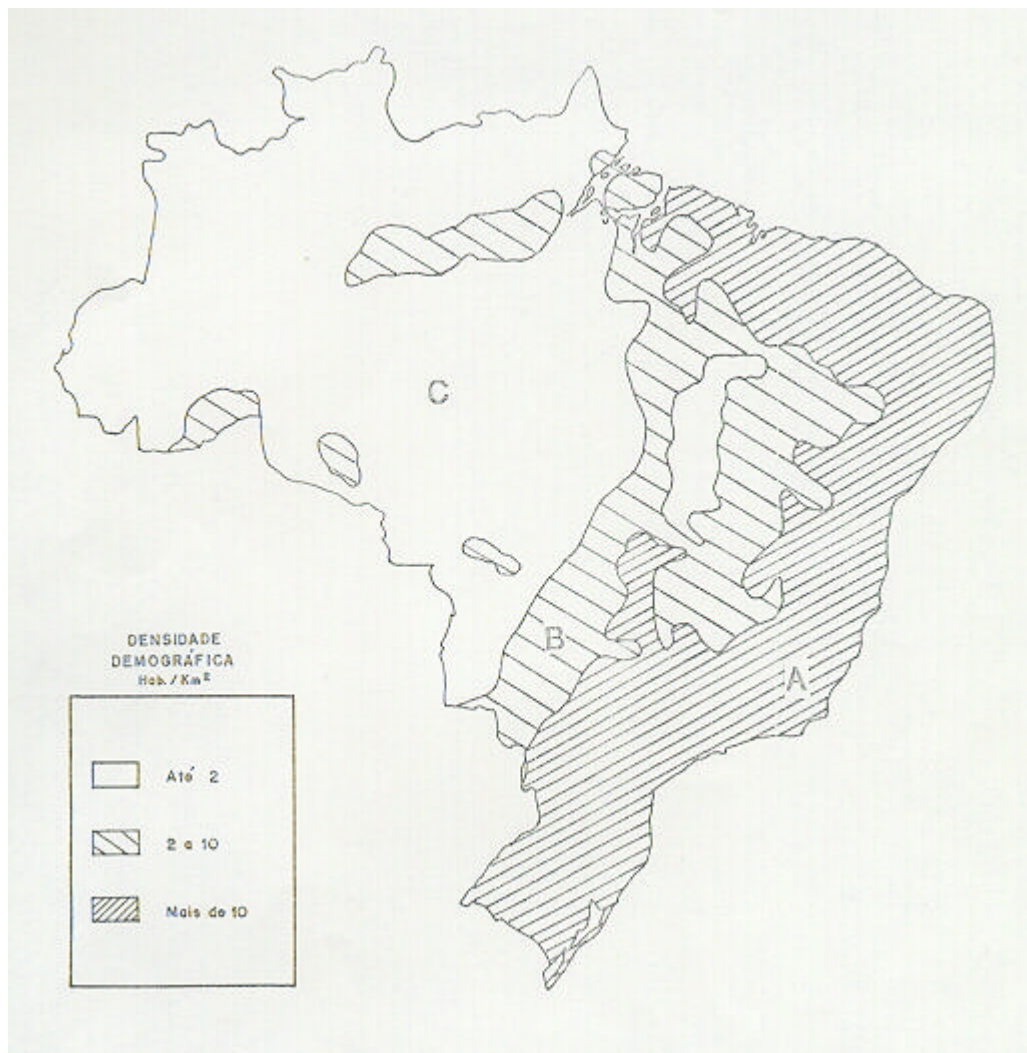 C
B
A
DENSIDADE
DEMOGRÁFICA
Hab./Km²
Até 2
2 a 10
Mais de 10